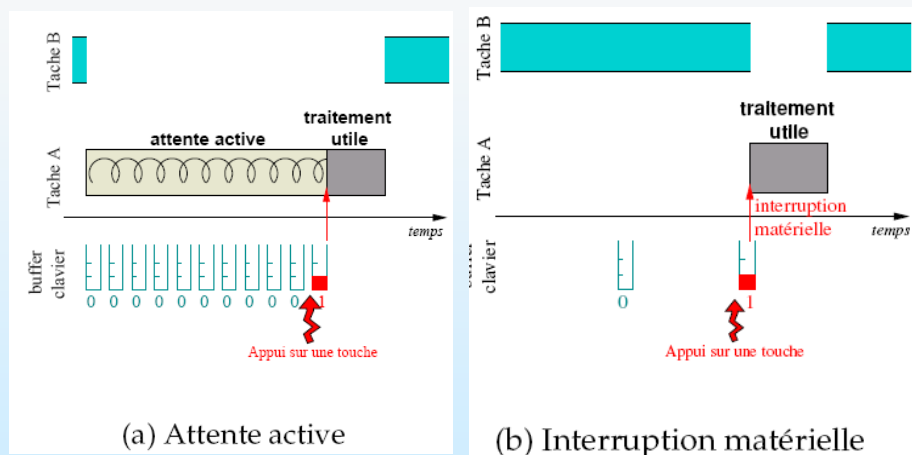 Tache B
traitement
utile
attente active
Tache A
temps
buffer
clavier
0 0 0 0 0 0 0 0 0 0 1
Appui sur une touche
(a) Attente active
Tache B
traitement
utile
Tache A
interruption
matérielle
temps
clavier
0 1
Appui sur une touche
(b) Interruption matérielle